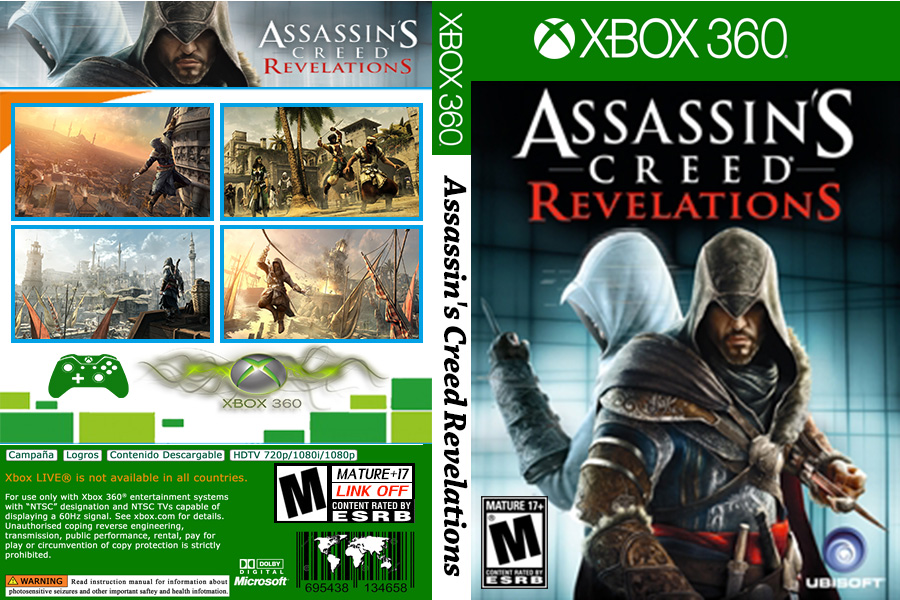 ASSASSIN'S
CREED
REVELATIONS
XBOX 360
Campaña
Logros
Contenido Descargable
HDTV 720p/1080i/1080p
Xbox LIVE® is not available in all countries.
For use only with Xbox 360® entertainment systems
with “NTSC” designation and NTSC TVs capable of
displaying a 60Hz signal. See xbox.com for details.
Unauthorised coping reverse engineering,
transmission, public performance, rental, pay for
play or circumvention of copy protection is strictly
prohibited.
WARNING Read instruction manual for information about
photosensitive seizures and other important saftey and health infotmation.
M
MATURE+17
LINK OFF
CONTENT RATED BY
ESRB
DOLBY
DIGITAL
Microsoft
695438 134658
XBOX 360
Assassin's Creed Revelations
XBOX 360
ASSASSIN'S
CREED
REVELATIONS
MATURE 17+
M
CONTENT RATED BY
ESRB
UBISOFT